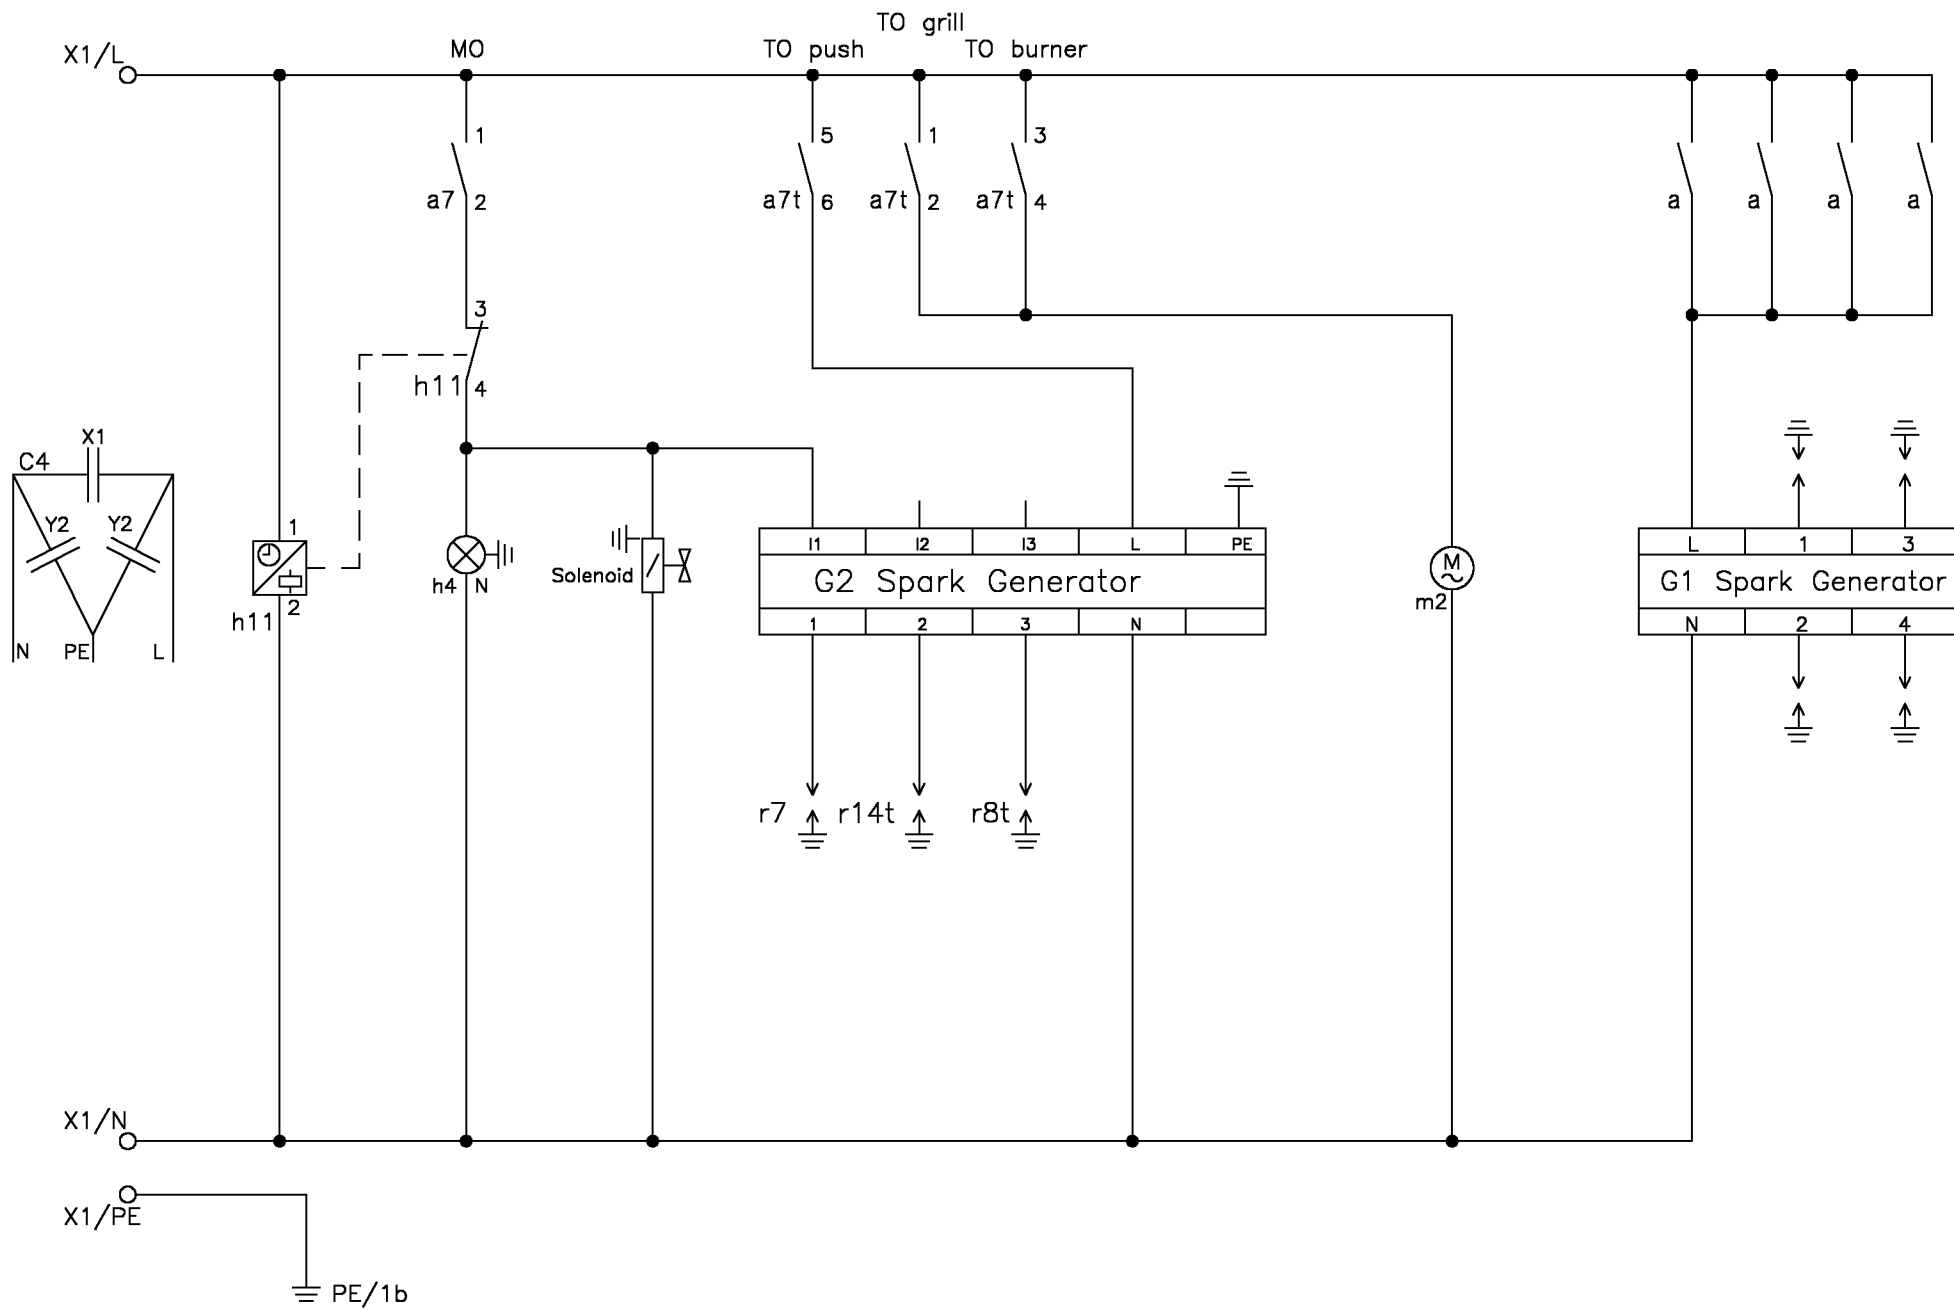 TO grill
X1/L MO TO push TO burner
1 5 1 3
a7 2 a7t 6 a7t 2 a7t 4 a a a a
3
h11 4
X1
C4
Y2 Y2
1
I1 I2 I3 L PE L 1 3
M
Solenoid G2 Spark Generator G1 Spark Generator
h4 N
m2
2
h11
1 2 3 N N 2 4
N PE L
r7 r14t r8t
X1/N
X1/PE
PE/1b